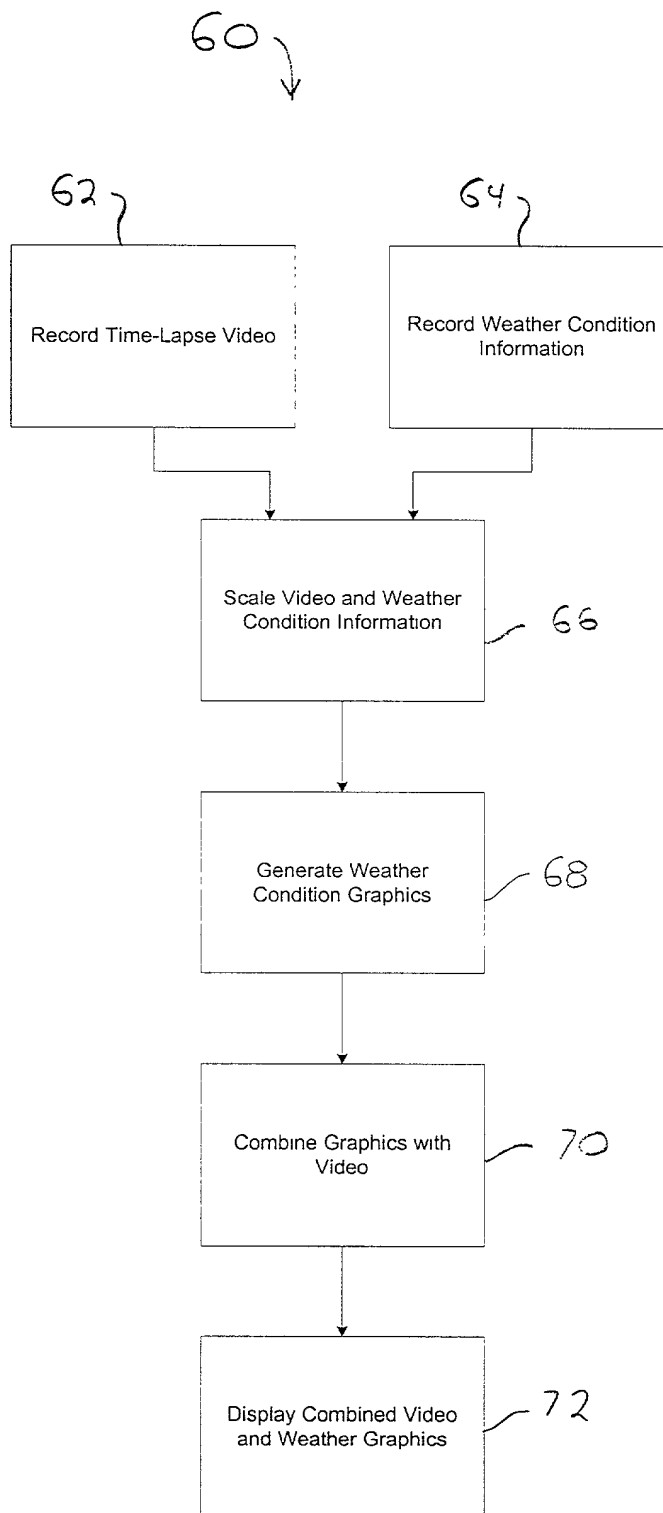 60
62
64
Record Time-Lapse Video
Record Weather Condition
Information
Scale Video and Weather
Condition Information
66
Generate Weather
Condition Graphics
68
Combine Graphics with
Video
70
Display Combined Video
and Weather Graphics
72